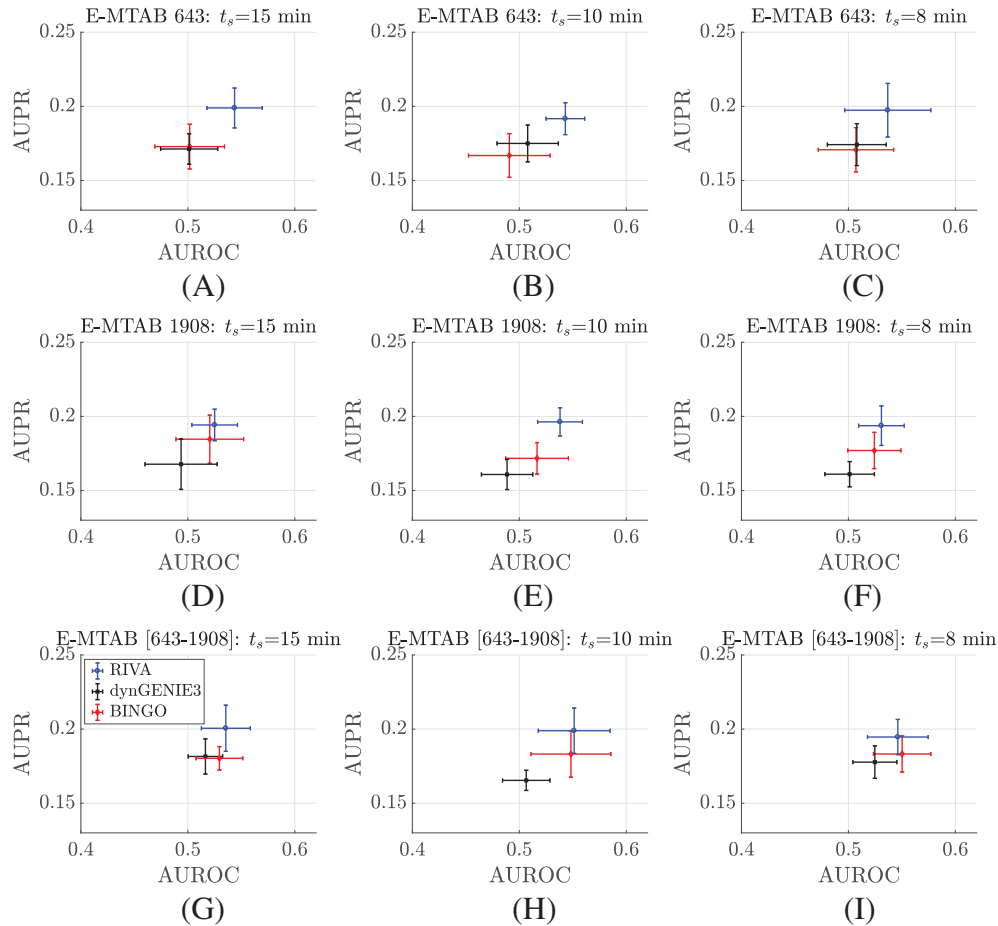 E-MTAB 643: t_s=15 min
E-MTAB 643: t_s=10 min
E-MTAB 643: t_s=8 min
0.25
0.2
0.15
AUPR
0.4 0.5 0.6
AUROC
(A)
0.25
0.2
0.15
AUPR
0.4 0.5 0.6
AUROC
(B)
0.25
0.2
0.15
AUPR
0.4 0.5 0.6
AUROC
(C)
E-MTAB 1908: t_s=15 min
E-MTAB 1908: t_s=10 min
E-MTAB 1908: t_s=8 min
0.25
0.2
0.15
AUPR
0.4 0.5 0.6
AUROC
(D)
0.25
0.2
0.15
AUPR
0.4 0.5 0.6
AUROC
(E)
0.25
0.2
0.15
AUPR
0.4 0.5 0.6
AUROC
(F)
E-MTAB [643-1908]: t_s=15 min
E-MTAB [643-1908]: t_s=10 min
E-MTAB [643-1908]: t_s=8 min
0.25
0.2
0.15
AUPR
RIVA
dynGENIE3
BINGO
0.4 0.5 0.6
AUROC
(G)
0.25
0.2
0.15
AUPR
0.4 0.5 0.6
AUROC
(H)
0.25
0.2
0.15
AUPR
0.4 0.5 0.6
AUROC
(I)